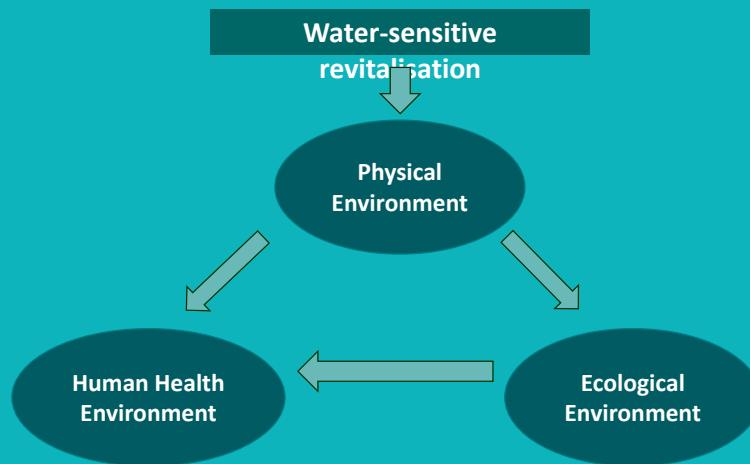 Water-sensitive
revitalisation
Physical
Environment
Human Health
Environment
Ecological
Environment